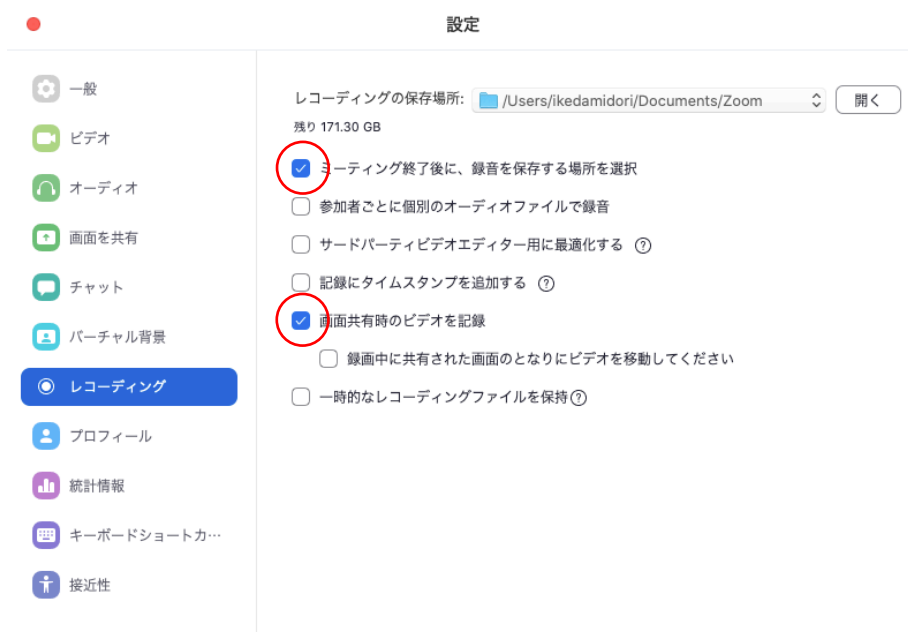 設定
一般
ビデオ
オーディオ
画面を共有
チャット
バーチャル背景
レコーディング
プロフィール
統計情報
キーボードショートカ…
接近性
レコーディングの保存場所: /Users/ikedamidori/Documents/Zoom 開く
残り 171.30 GB
ミーティング終了後に、録音を保存する場所を選択
参加者ごとに個別のオーディオファイルで録音
サードパーティビデオエディター用に最適化する ?
記録にタイムスタンプを追加する ?
画面共有時のビデオを記録
録画中に共有された画面のとなりにビデオを移動してください
一時的なレコーディングファイルを保持 ?